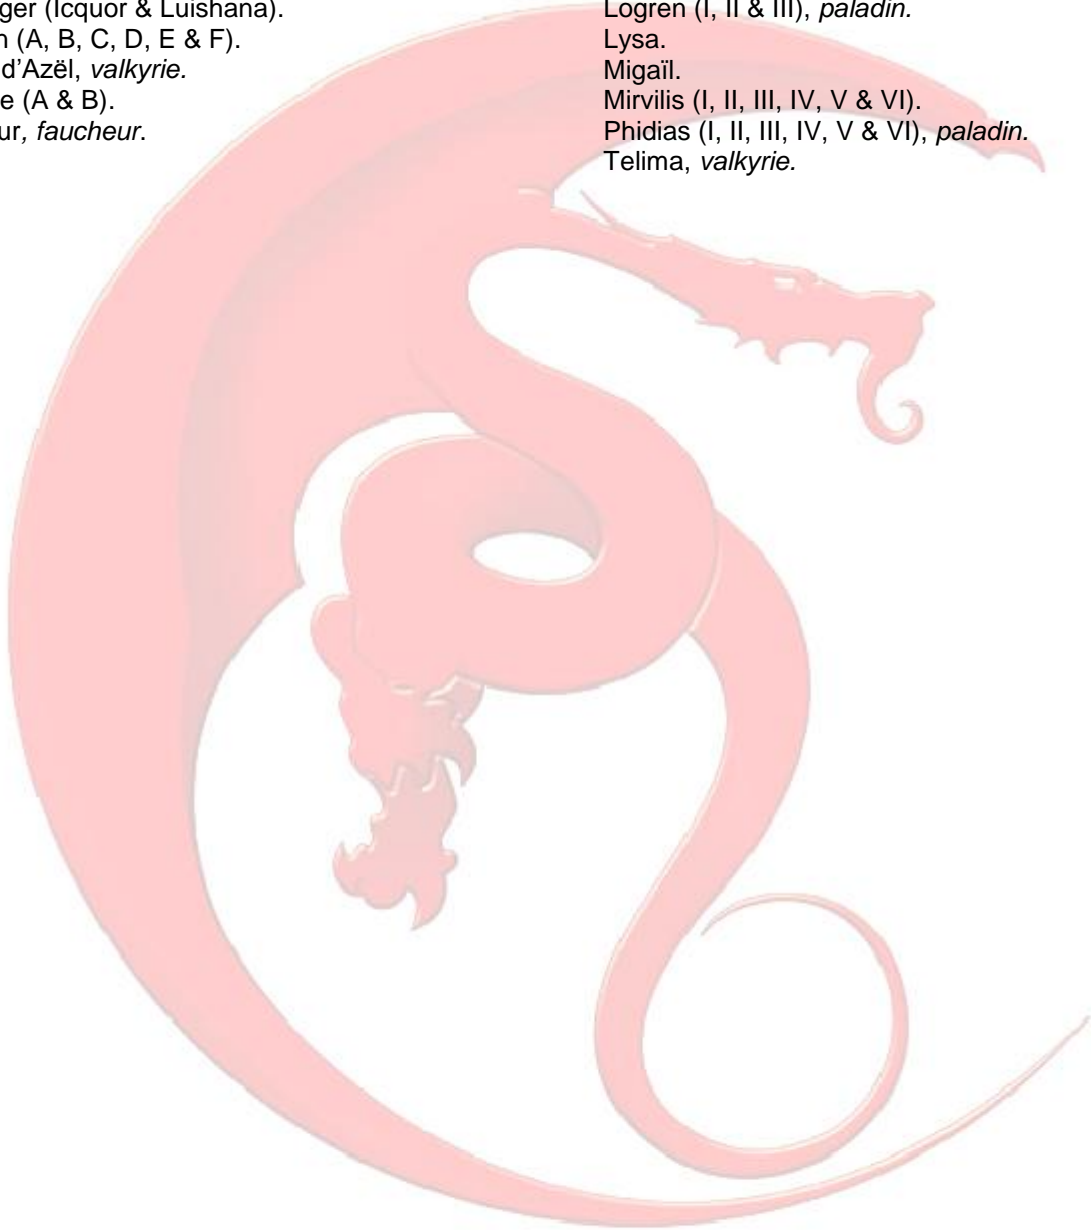 ger (Icquor & Luishana).
n (A, B, C, D, E & F).
d’Azël, valkyrie.
e (A & B).
ur, faucheur.
Logren (I, II & III), paladin.
Lysa.
Migaïl.
Mirvilis (I, II, III, IV, V & VI).
Phidias (I, II, III, IV, V & VI), paladin.
Telima, valkyrie.